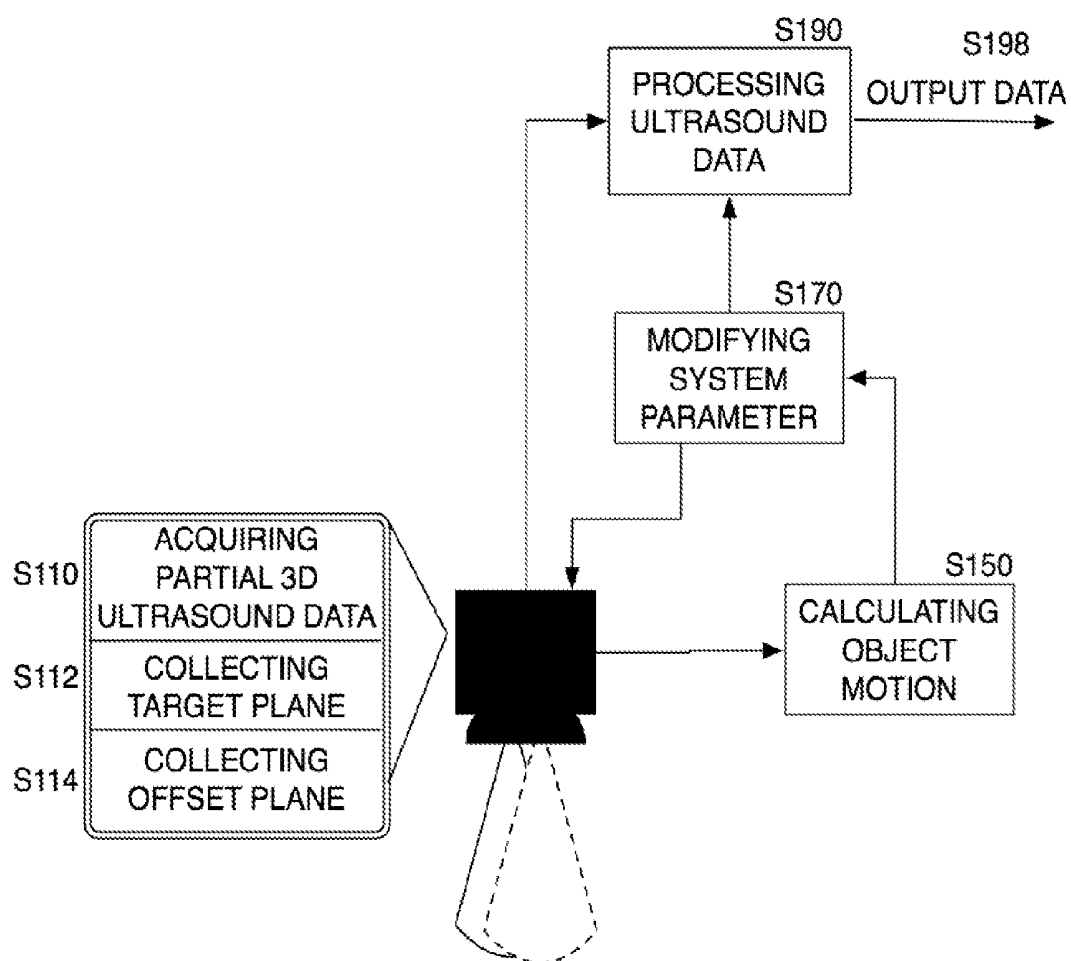 S190
PROCESSING
ULTRASOUND
DATA
S198
OUTPUT DATA
S170
MODIFYING
SYSTEM
PARAMETER
S110
ACQUIRING
PARTIAL 3D
ULTRASOUND DATA
S112
COLLECTING
TARGET PLANE
S114
COLLECTING
OFFSET PLANE
S150
CALCULATING
OBJECT
MOTION